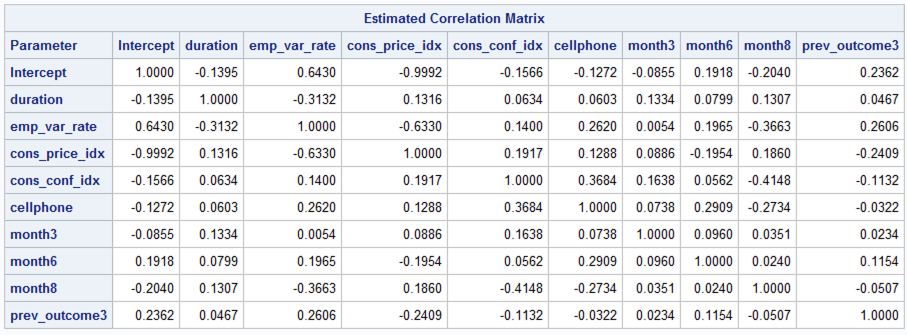 Estimated Correlation Matrix
Parameter Intercept duration emp_var_rate cons_price_idx cons_conf_idx cellphone month3 month6 month8 prev_outcome3
Intercept 1.0000 -0.1395 0.6430 -0.9992 -0.1566 -0.1272 -0.0855 0.1918 -0.2040 0.2362
duration -0.1395 1.0000 -0.3132 0.1316 0.0634 0.0603 0.1334 0.0799 0.1307 0.0467
emp_var_rate 0.6430 -0.3132 1.0000 -0.6330 0.1400 0.2620 0.0054 0.1965 -0.3663 0.2606
cons_price_idx -0.9992 0.1316 -0.6330 1.0000 0.1917 0.1288 0.0886 -0.1954 0.1860 -0.2409
cons_conf_idx -0.1566 0.0634 0.1400 0.1917 1.0000 0.3684 0.1638 0.0562 -0.4148 -0.1132
cellphone -0.1272 0.0603 0.2620 0.1288 0.3684 1.0000 0.0738 0.2909 -0.2734 -0.0322
month3 -0.0855 0.1334 0.0054 0.0886 0.1638 0.0738 1.0000 0.0960 0.0351 0.0234
month6 0.1918 0.0799 0.1965 -0.1954 0.0562 0.2909 0.0960 1.0000 0.0240 0.1154
month8 -0.2040 0.1307 -0.3663 0.1860 -0.4148 -0.2734 0.0351 0.0240 1.0000 -0.0507
prev_outcome3 0.2362 0.0467 0.2606 -0.2409 -0.1132 -0.0322 0.0234 0.1154 -0.0507 1.0000